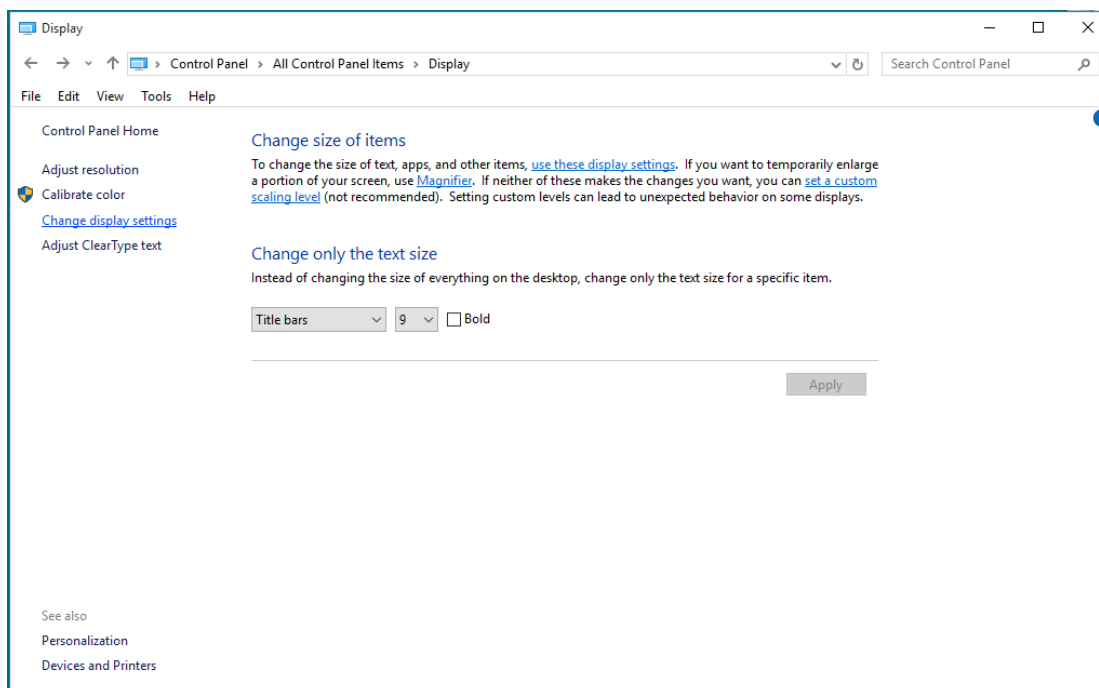 Display
Control Panel > All Control Panel Items > Display
Search Control Panel
File Edit View Tools Help
Control Panel Home
Adjust resolution
Calibrate color
Change display settings
Adjust ClearType text
Change size of items
To change the size of text, apps, and other items, use these display settings. If you want to temporarily enlarge
a portion of your screen, use Magnifier. If neither of these makes the changes you want, you can set a custom
scaling level (not recommended). Setting custom levels can lead to unexpected behavior on some displays.
Change only the text size
Instead of changing the size of everything on the desktop, change only the text size for a specific item.
Title bars 9 Bold
Apply
See also
Personalization
Devices and Printers